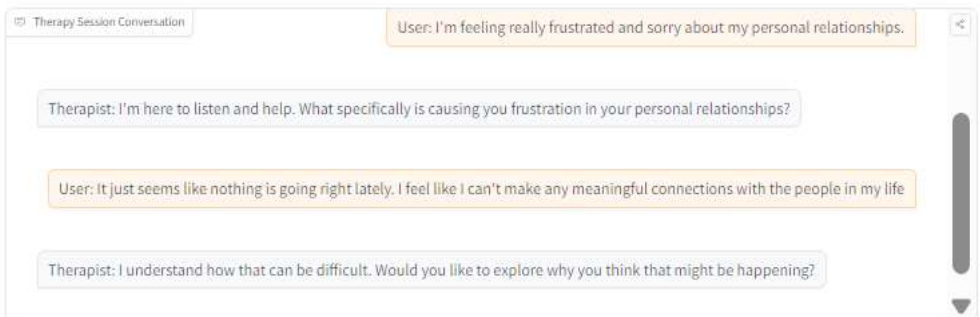 Therapy Session Conversation
User: I'm feeling really frustrated and sorry about my personal relationships.
Therapist: I'm here to listen and help. What specifically is causing you frustration in your personal relationships?
User: It just seems like nothing is going right lately. I feel like I can't make any meaningful connections with the people in my life
Therapist: I understand how that can be difficult. Would you like to explore why you think that might be happening?